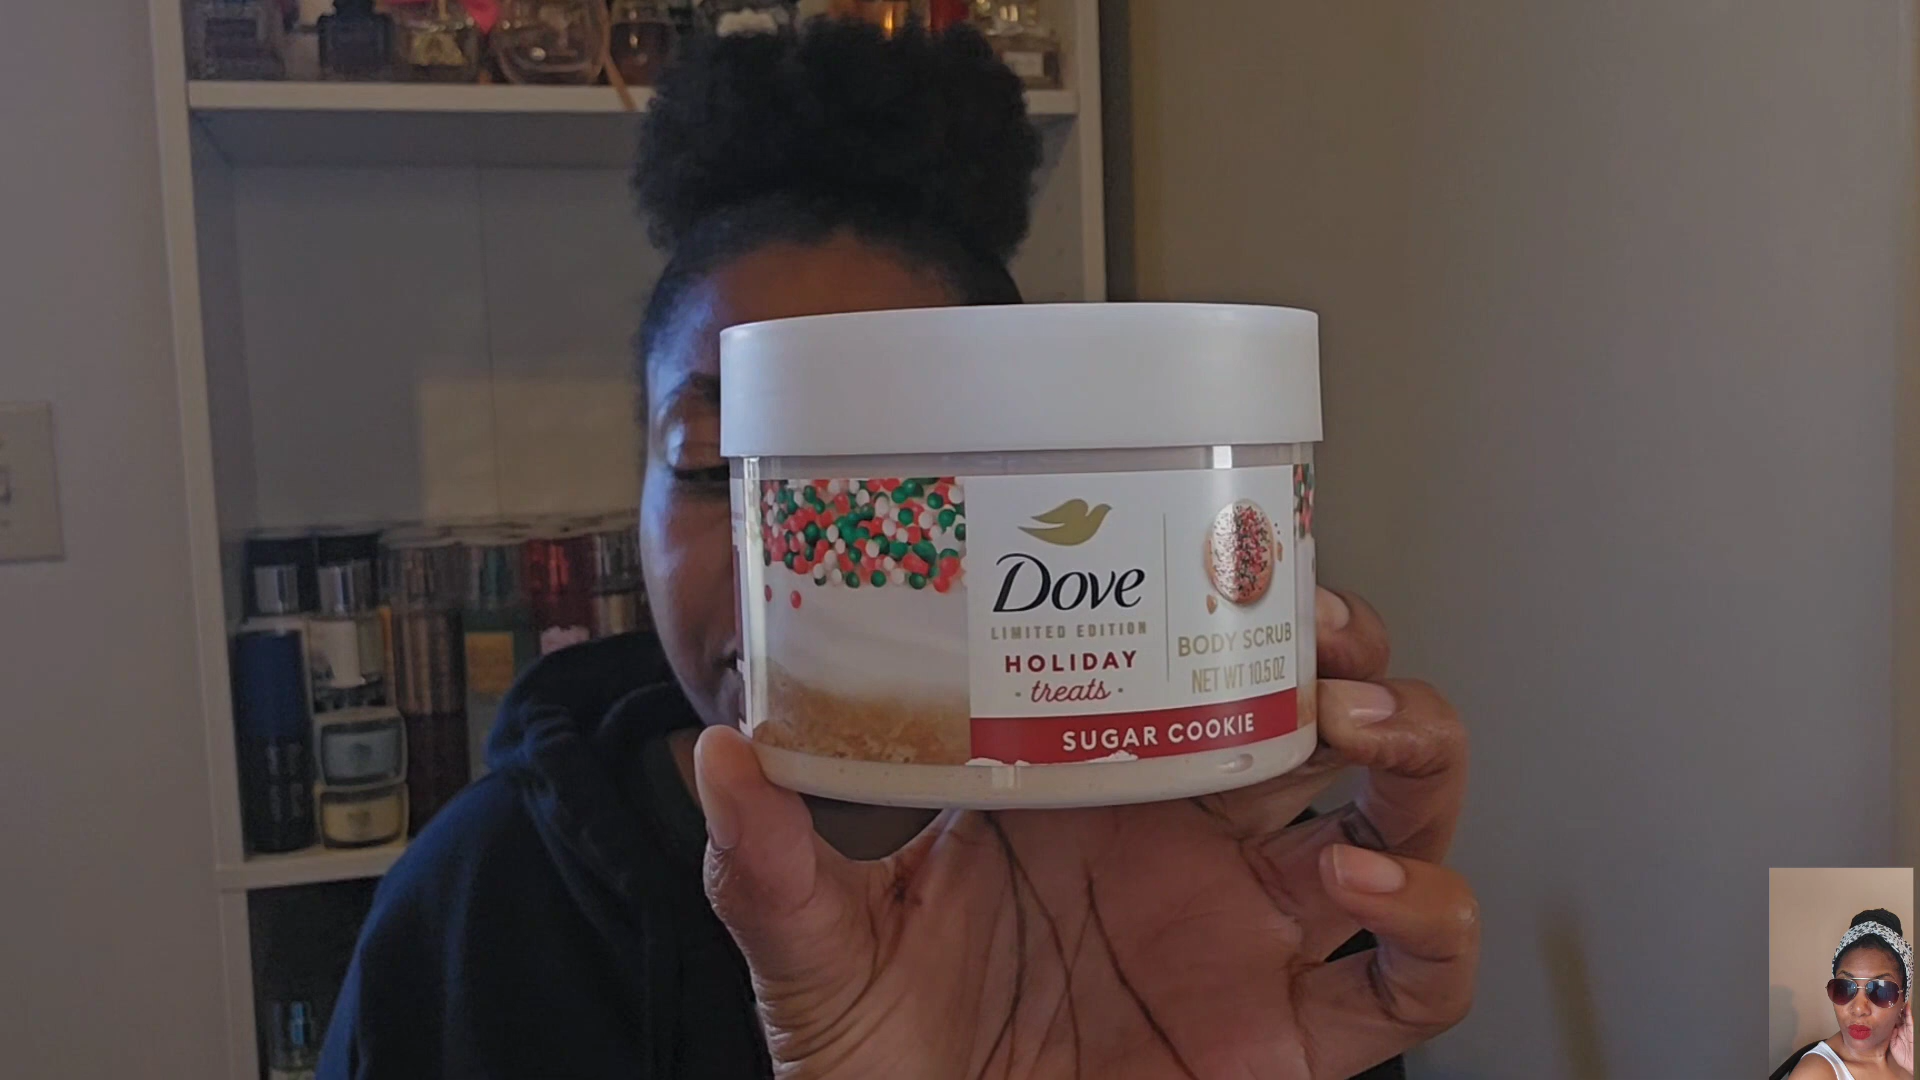 Dove
LIMITED EDITION
HOLIDAY
treats
BODY SCRUB
NET WT 10.5 OZ
SUGAR COOKIE